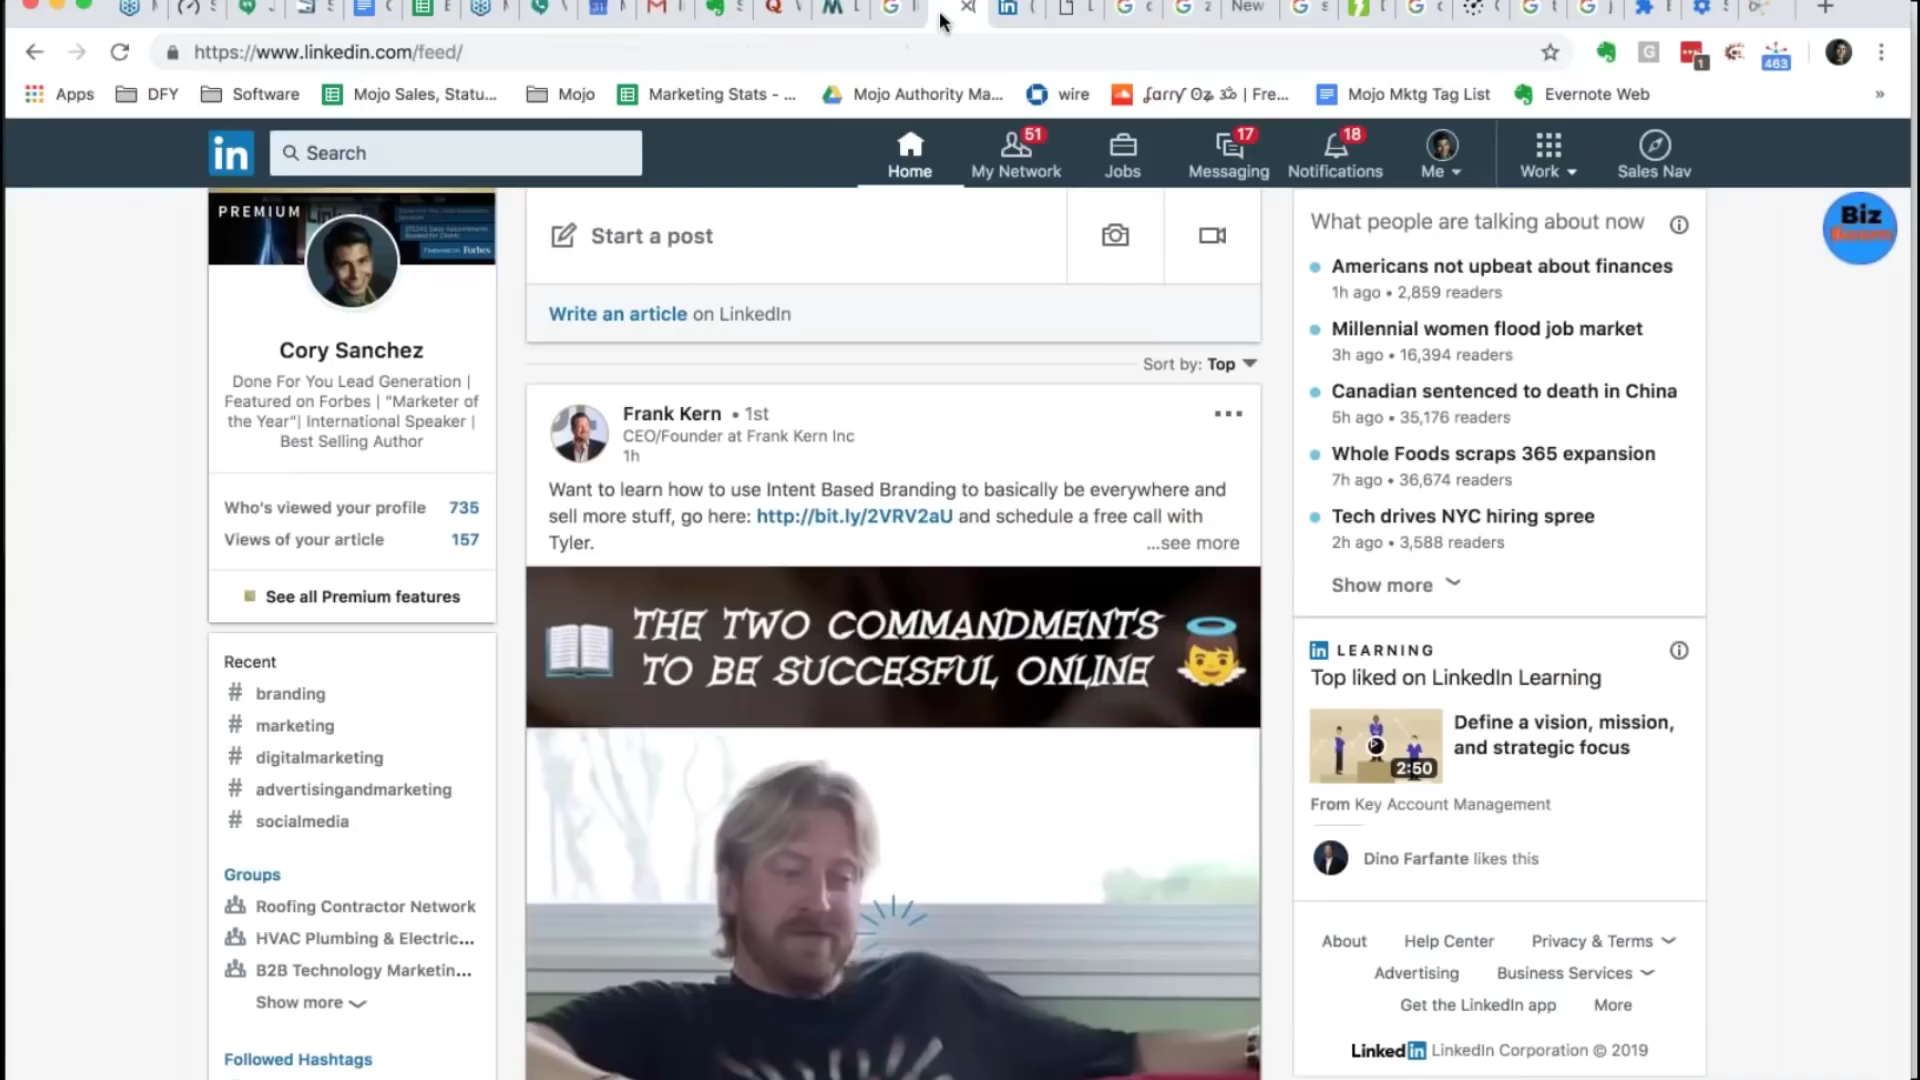 New
https://www.linkedin.com/feed/
1
463
Apps
DFY
Software
Mojo Sales, Statu...
Mojo
Marketing Stats - ...
Mojo Authority Ma...
wire
Mojo Mktg Tag List
Evernote Web
»
in
Search
Home
51
My Network
Jobs
17
Messaging
18
Notifications
Me
Work
Sales Nav
PREMIUM
Forbes
Cory Sanchez
Done For You Lead Generation |
Featured on Forbes | "Marketer of
the Year"| International Speaker |
Best Selling Author
Who's viewed your profile 735
Views of your article 157
See all Premium features
Recent
# branding
# marketing
# digitalmarketing
# advertisingandmarketing
# socialmedia
Groups
Roofing Contractor Network
HVAC Plumbing & Electric...
B2B Technology Marketin...
Show more
Followed Hashtags
Start a post
Write an article on LinkedIn
Sort by: Top
Frank Kern • 1st
CEO/Founder at Frank Kern Inc
1h
Want to learn how to use Intent Based Branding to basically be everywhere and
sell more stuff, go here: http://bit.ly/2VRV2aU and schedule a free call with
Tyler.
...see more
THE TWO COMMANDMENTS
TO BE SUCCESFUL ONLINE
What people are talking about now
Americans not upbeat about finances
1h ago • 2,859 readers
Millennial women flood job market
3h ago • 16,394 readers
Canadian sentenced to death in China
5h ago • 35,176 readers
Whole Foods scraps 365 expansion
7h ago • 36,674 readers
Tech drives NYC hiring spree
2h ago • 3,588 readers
Show more
in LEARNING
Top liked on LinkedIn Learning
2:50
Define a vision, mission,
and strategic focus
From Key Account Management
Dino Farfante likes this
About Help Center Privacy & Terms
Advertising Business Services
Get the LinkedIn app More
Linked in LinkedIn Corporation © 2019
Biz
Boom